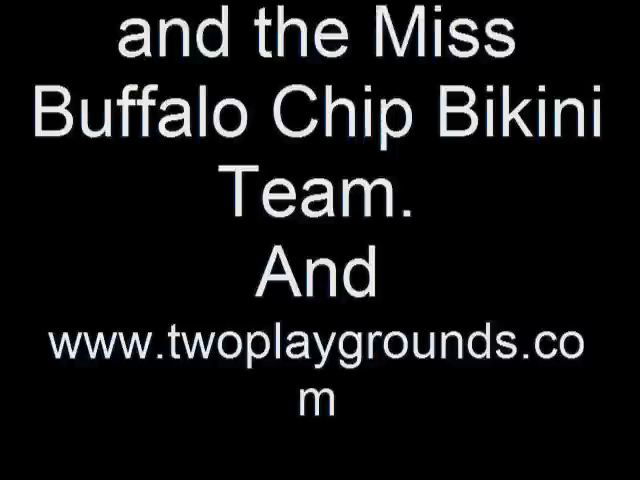 and the Miss
Buffalo Chip Bikini
Team.
And
www.twoplaygrounds.co
m